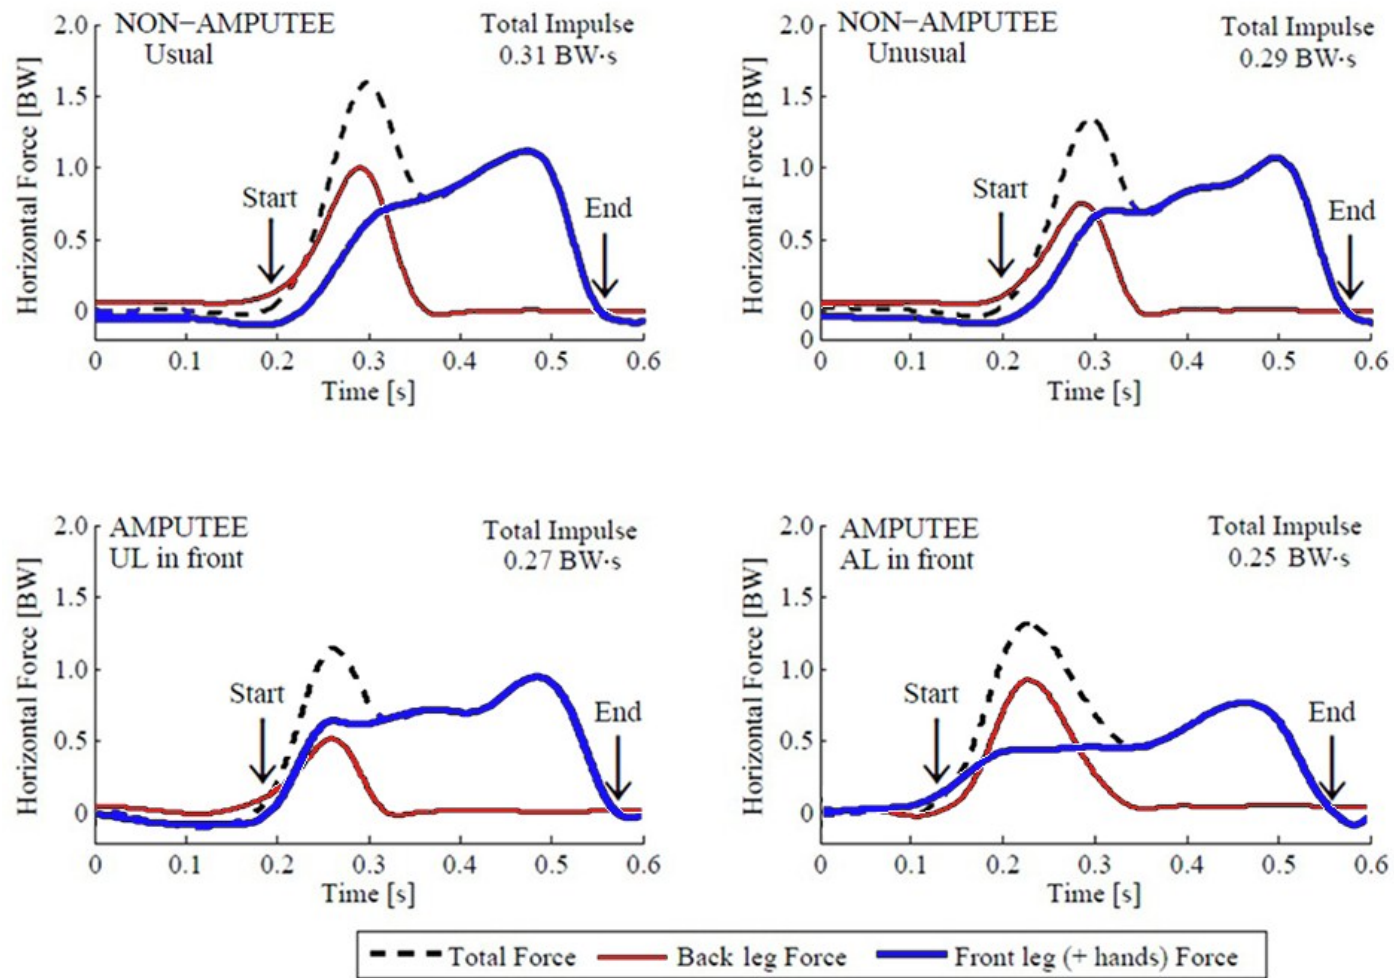 NON−AMPUTEE
Usual
Total Impulse
0.31 BW·s
Horizontal Force [BW]
2.0
1.5
1.0
0.5
0
Start
End
0 0.1 0.2 0.3 0.4 0.5 0.6
Time [s]
NON−AMPUTEE
Unusual
Total Impulse
0.29 BW·s
Horizontal Force [BW]
2.0
1.5
1.0
0.5
0
0
Start
End
0 0.1 0.2 0.3 0.4 0.5 0.6
Time [s]
AMPUTEE
UL in front
Total Impulse
0.27 BW·s
Horizontal Force [BW]
2.0
1.5
1.0
0.5
0
Start
End
0 0.1 0.2 0.3 0.4 0.5 0.6
Time [s]
AMPUTEE
AL in front
Total Impulse
0.25 BW·s
Horizontal Force [BW]
2.0
1.5
1.0
0.5
0
Start
End
0 0.1 0.2 0.3 0.4 0.5 0.6
Time [s]
Total Force Back leg Force Front leg (+ hands) Force